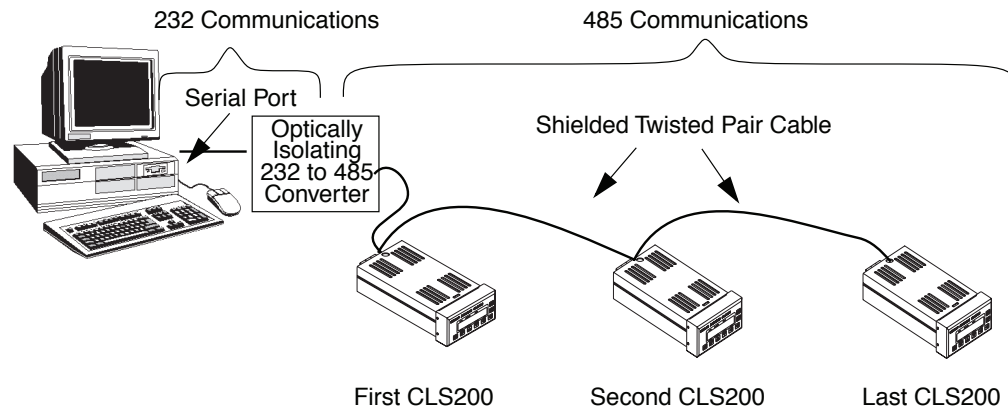 232 Communications
485 Communications
Serial Port
Optically
Isolating
232 to 485
Converter
Shielded Twisted Pair Cable
First CLS200
Second CLS200
Last CLS200